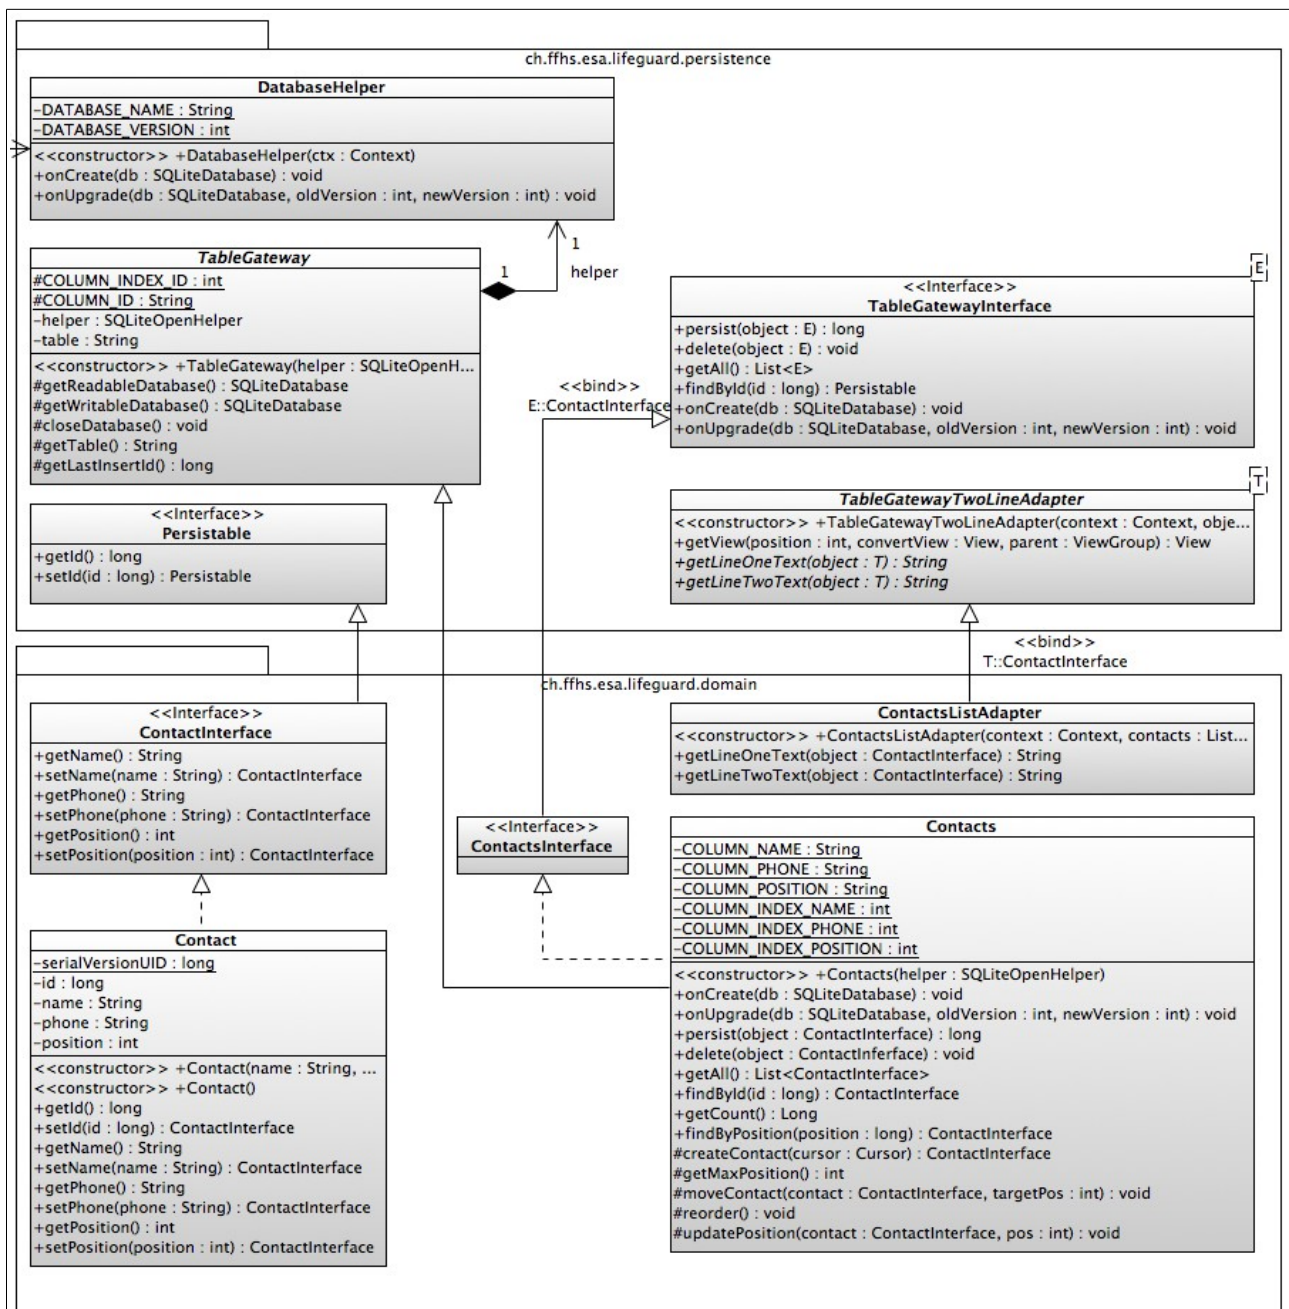 ch.ffhs.esa.lifeguard.persistence
DatabaseHelper
-DATABASE_NAME : String
-DATABASE_VERSION : int
<<constructor>> +DatabaseHelper(ctx : Context)
+onCreate(db : SQLiteDatabase) : void
+onUpgrade(db : SQLiteDatabase, oldVersion : int, newVersion : int) : void
1
helper
1
TableGateway
#COLUMN_INDEX_ID : int
#COLUMN_ID : String
-helper : SQLiteOpenHelper
-table : String
<<constructor>> +TableGateway(helper : SQLiteOpenH...
#getReadableDatabase() : SQLiteDatabase
#getWritableDatabase() : SQLiteDatabase
#closeDatabase() : void
#getTable() : String
#getLastInsertId() : long
E
<<Interface>>
TableGatewayInterface
+persist(object : E) : long
+delete(object : E) : void
+getAll() : List<E>
+findById(id : long) : Persistable
+onCreate(db : SQLiteDatabase) : void
+onUpgrade(db : SQLiteDatabase, oldVersion : int, newVersion : int) : void
<<bind>>
E::ContactInterface
T
TableGatewayTwoLineAdapter
<<constructor>> +TableGatewayTwoLineAdapter(context : Context, obje...
+getView(position : int, convertView : View, parent : ViewGroup) : View
+getLineOneText(object : T) : String
+getLineTwoText(object : T) : String
<<Interface>>
Persistable
+getId() : long
+setId(id : long) : Persistable
<<bind>>
T::ContactInterface
ch.ffhs.esa.lifeguard.domain
<<Interface>>
ContactInterface
+getName() : String
+setName(name : String) : ContactInterface
+getPhone() : String
+setPhone(phone : String) : ContactInterface
+getPosition() : int
+setPosition(position : int) : ContactInterface
ContactsListAdapter
<<constructor>> +ContactsListAdapter(context : Context, contacts : List...
+getLineOneText(object : ContactInterface) : String
+getLineTwoText(object : ContactInterface) : String
<<Interface>>
ContactsInterface
Contacts
-COLUMN_NAME : String
-COLUMN_PHONE : String
-COLUMN_POSITION : String
-COLUMN_INDEX_NAME : int
-COLUMN_INDEX_PHONE : int
-COLUMN_INDEX_POSITION : int
<<constructor>> +Contacts(helper : SQLiteOpenHelper)
+onCreate(db : SQLiteDatabase) : void
+onUpgrade(db : SQLiteDatabase, oldVersion : int, newVersion : int) : void
+persist(object : ContactInterface) : long
+delete(object : ContactInferface) : void
+getAll() : List<ContactInterface>
+findById(id : long) : ContactInterface
+getCount() : Long
+findByPosition(position : long) : ContactInterface
#createContact(cursor : Cursor) : ContactInterface
#getMaxPosition() : int
#moveContact(contact : ContactInterface, targetPos : int) : void
#reorder() : void
#updatePosition(contact : ContactInterface, pos : int) : void
Contact
-serialVersionUID : long
-id : long
-name : String
-phone : String
-position : int
<<constructor>> +Contact(name : String, ...
<<constructor>> +Contact()
+getId() : long
+setId(id : long) : ContactInterface
+getName() : String
+setName(name : String) : ContactInterface
+getPhone() : String
+setPhone(phone : String) : ContactInterface
+getPosition() : int
+setPosition(position : int) : ContactInterface